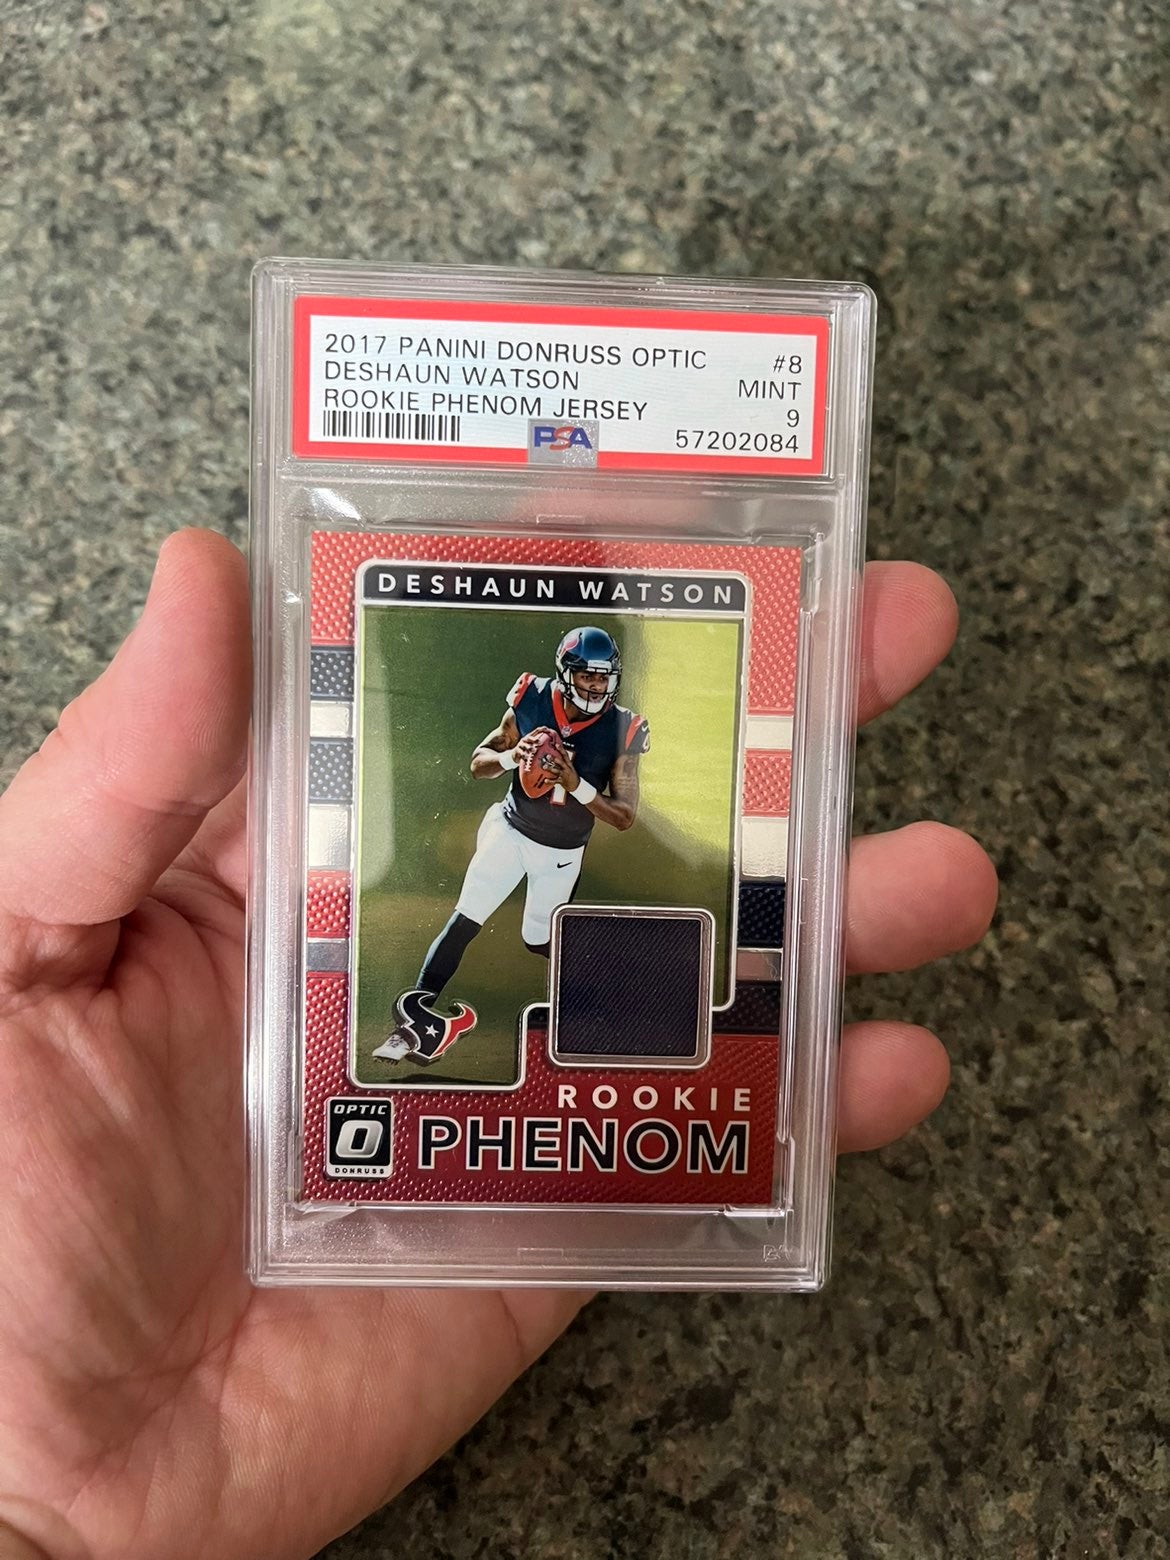 2017 PANINI DONRUSS OPTIC #8
DESHAUN WATSON MINT
ROOKIE PHENOM JERSEY 9
PSA 57202084
DESHAUN WATSON
ROOKIE
PHENOM
OPTIC
O
DONRUSS